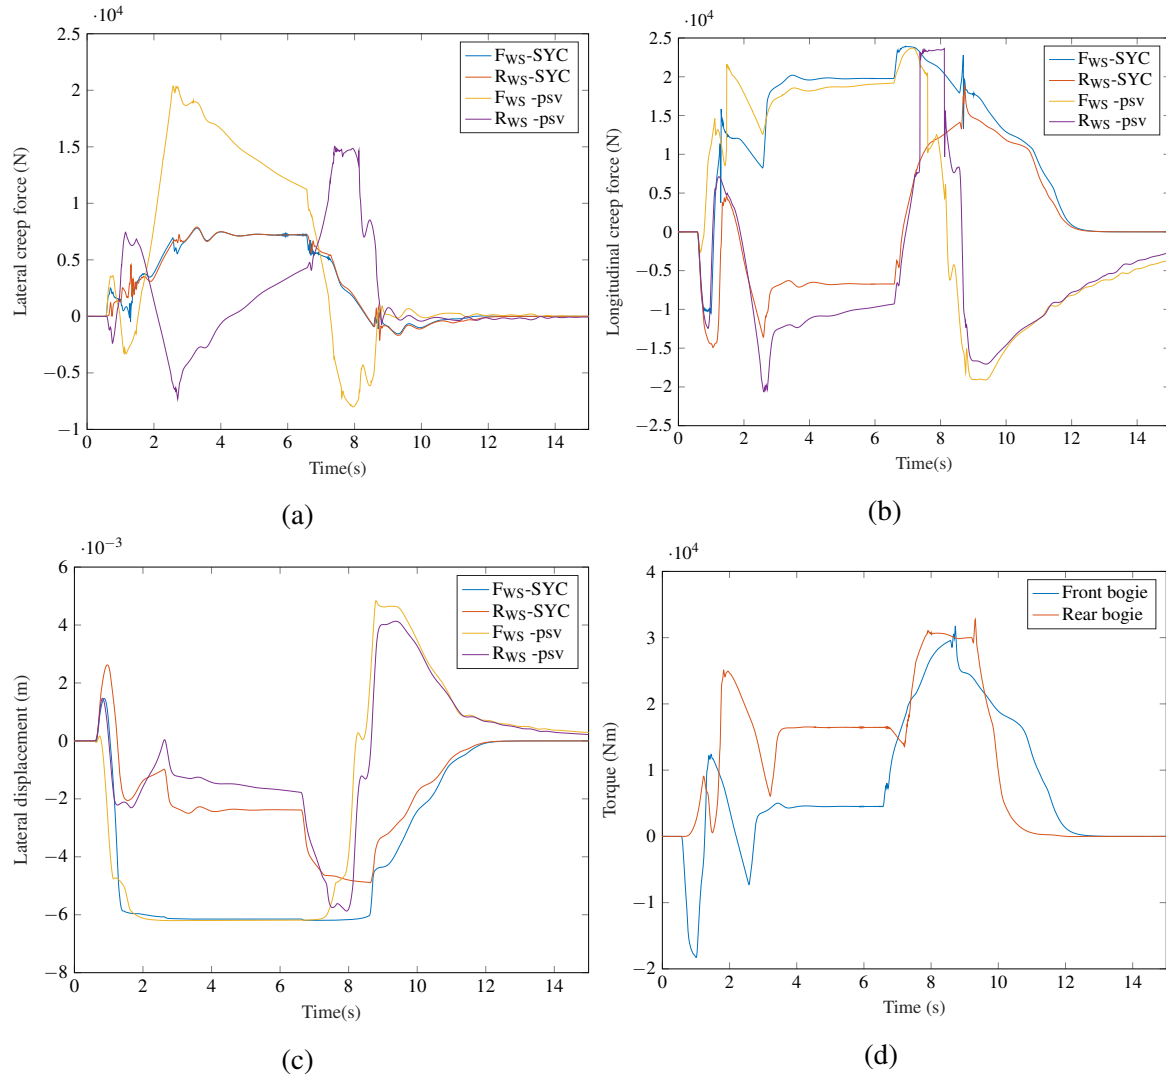 ·10⁴
2.5
2
1.5
1
0.5
0
−0.5
−1
0 2 4 6 8 10 12 14
Time(s)
Lateral creep force (N)
F_WS-SYC
R_WS-SYC
F_WS -psv
R_WS -psv
(a)
·10⁴
2.5
2
1.5
1
0.5
0
−0.5
−1
−1.5
−2
−2.5
0 2 4 6 8 10 12 14
Time(s)
Longitudinal creep force (N)
F_WS-SYC
R_WS-SYC
F_WS -psv
R_WS -psv
(b)
·10⁻³
6
4
2
0
−2
−4
−6
−8
0 2 4 6 8 10 12 14
Time(s)
Lateral displacement (m)
F_WS-SYC
R_WS-SYC
F_WS -psv
R_WS -psv
(c)
·10⁴
4
3
2
1
0
−1
−2
0 2 4 6 8 10 12 14
Time (s)
Torque (Nm)
Front bogie
Rear bogie
(d)